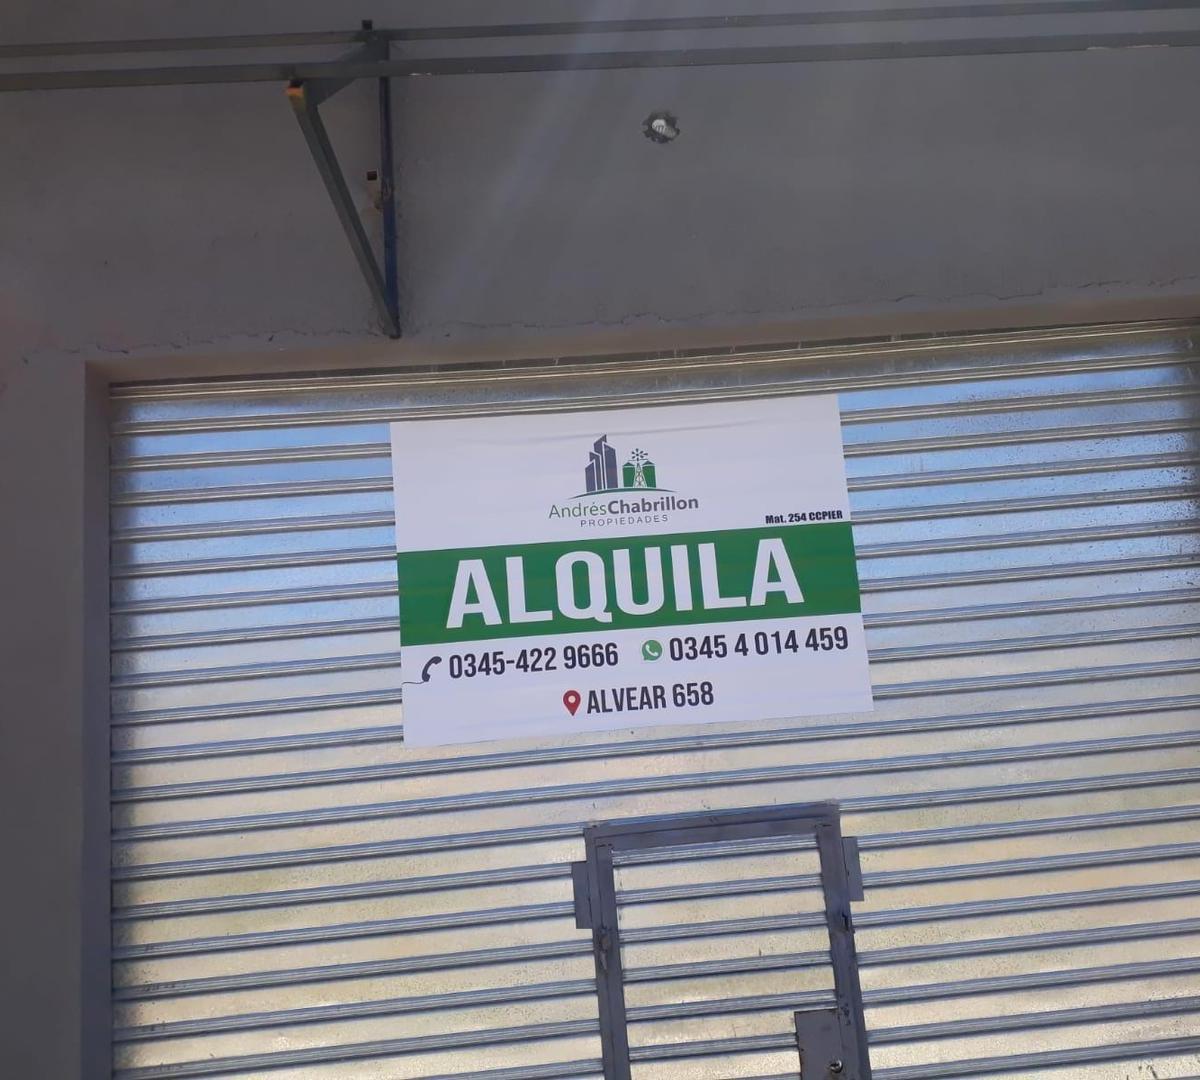 AndrésChabrillon
PROPIEDADES
Mat. 254 CCPIER
ALQUILA
0345-422 9666 0345 4 014 459
ALVEAR 658